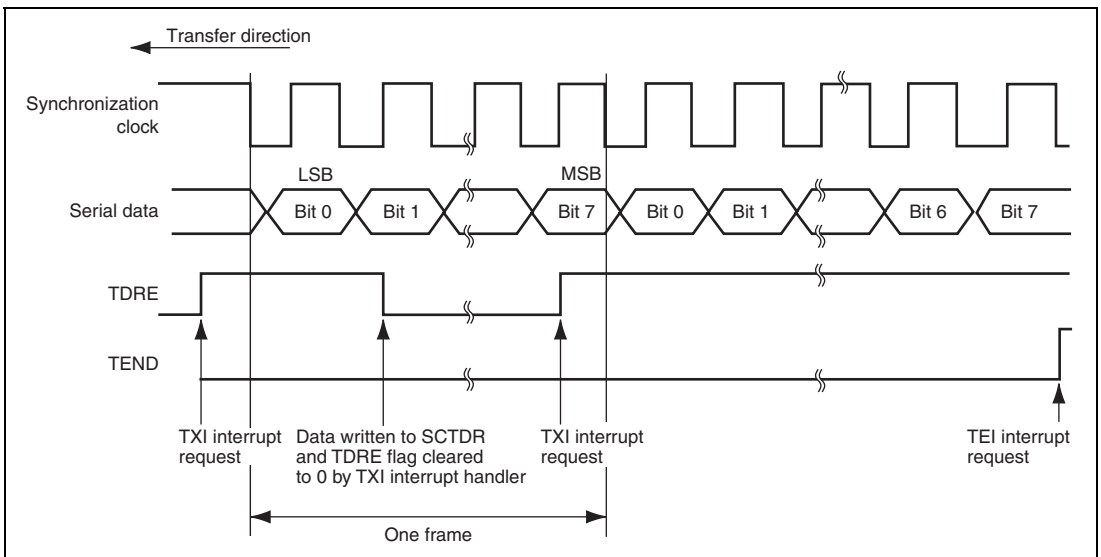 Transfer direction
Synchronization
clock
LSB
MSB
Serial data
Bit 0
Bit 1
Bit 7
Bit 0
Bit 1
Bit 6
Bit 7
TDRE
TEND
TXI interrupt
request
Data written to SCTDR
and TDRE flag cleared
to 0 by TXI interrupt handler
TXI interrupt
request
TEI interrupt
request
One frame